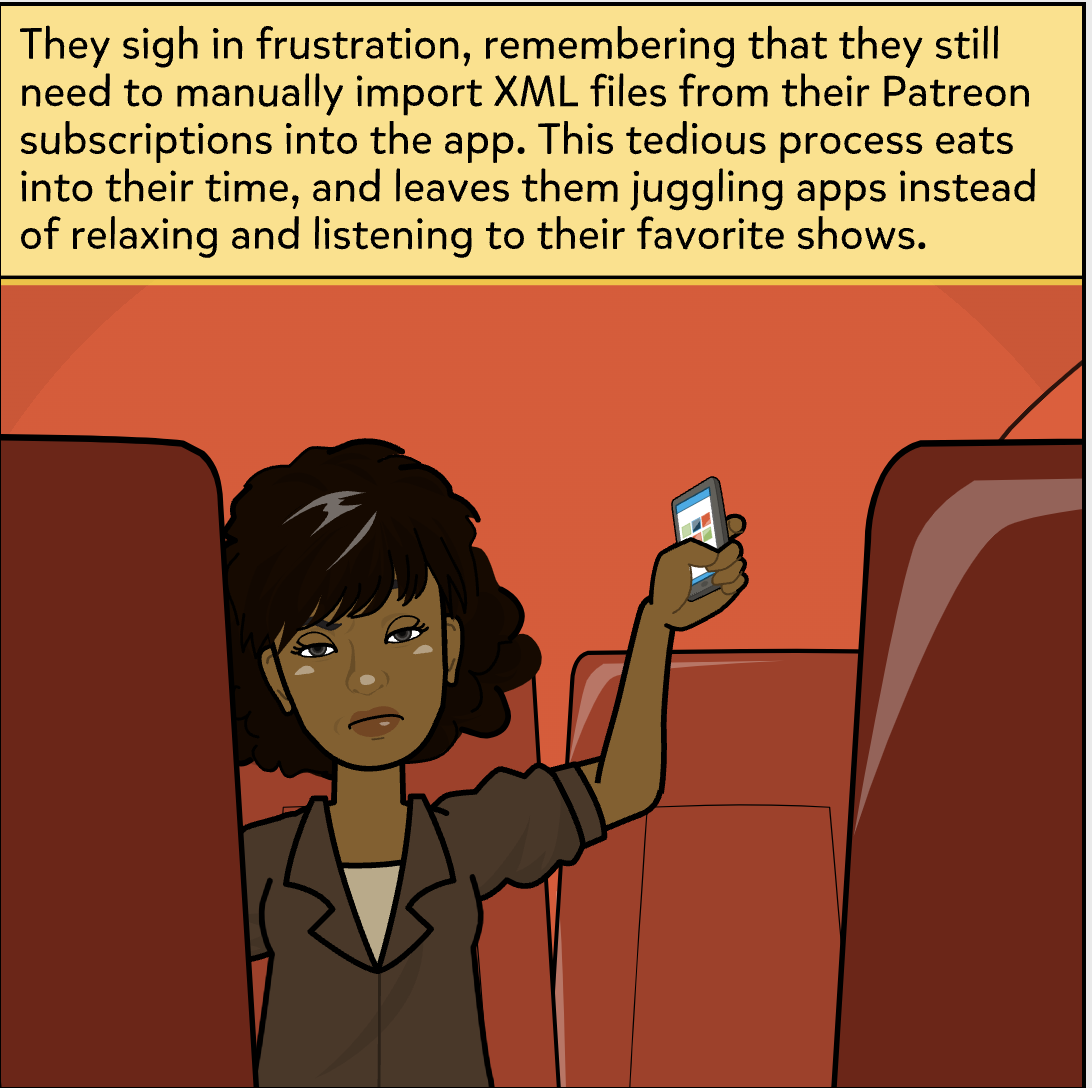 They sigh in frustration, remembering that they still
need to manually import XML files from their Patreon
subscriptions into the app. This tedious process eats
into their time, and leaves them juggling apps instead
of relaxing and listening to their favorite shows.